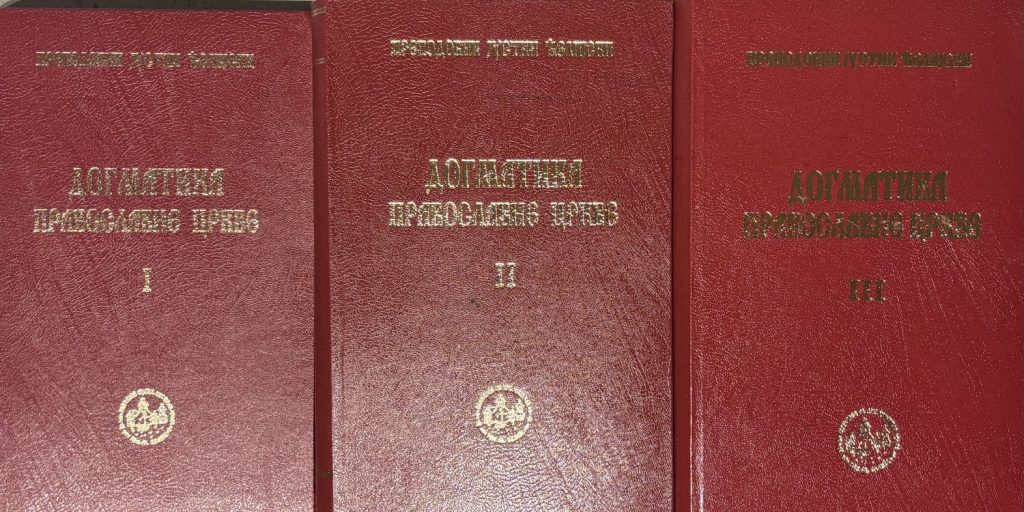 ПРЕПОДОБНИ ЈУСТИН ЋЕЛИЈСКИ
ДОГМАТИКА
ПРАВОСЛАВНЕ ЦРКВЕ
I
ПРЕПОДОБНИ ЈУСТИН ЋЕЛИЈСКИ
ДОГМАТИКА
ПРАВОСЛАВНЕ ЦРКВЕ
II
ПРЕПОДОБНИ ЈУСТИН ЋЕЛИЈСКИ
ДОГМАТИКА
ПРАВОСЛАВНЕ ЦРКВЕ
III